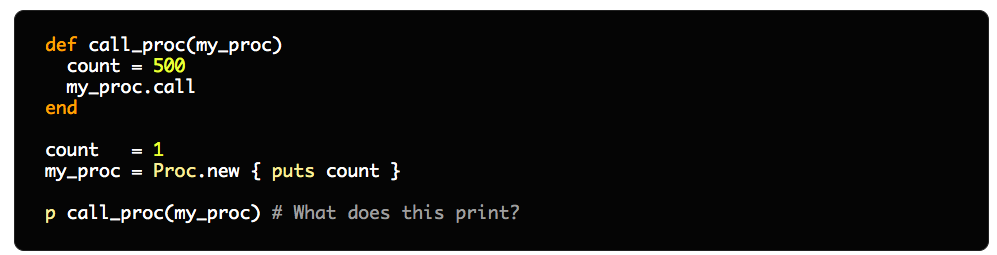 def call_proc(my_proc)
  count = 500
  my_proc.call
end

count   = 1
my_proc = Proc.new { puts count }

p call_proc(my_proc) # What does this print?